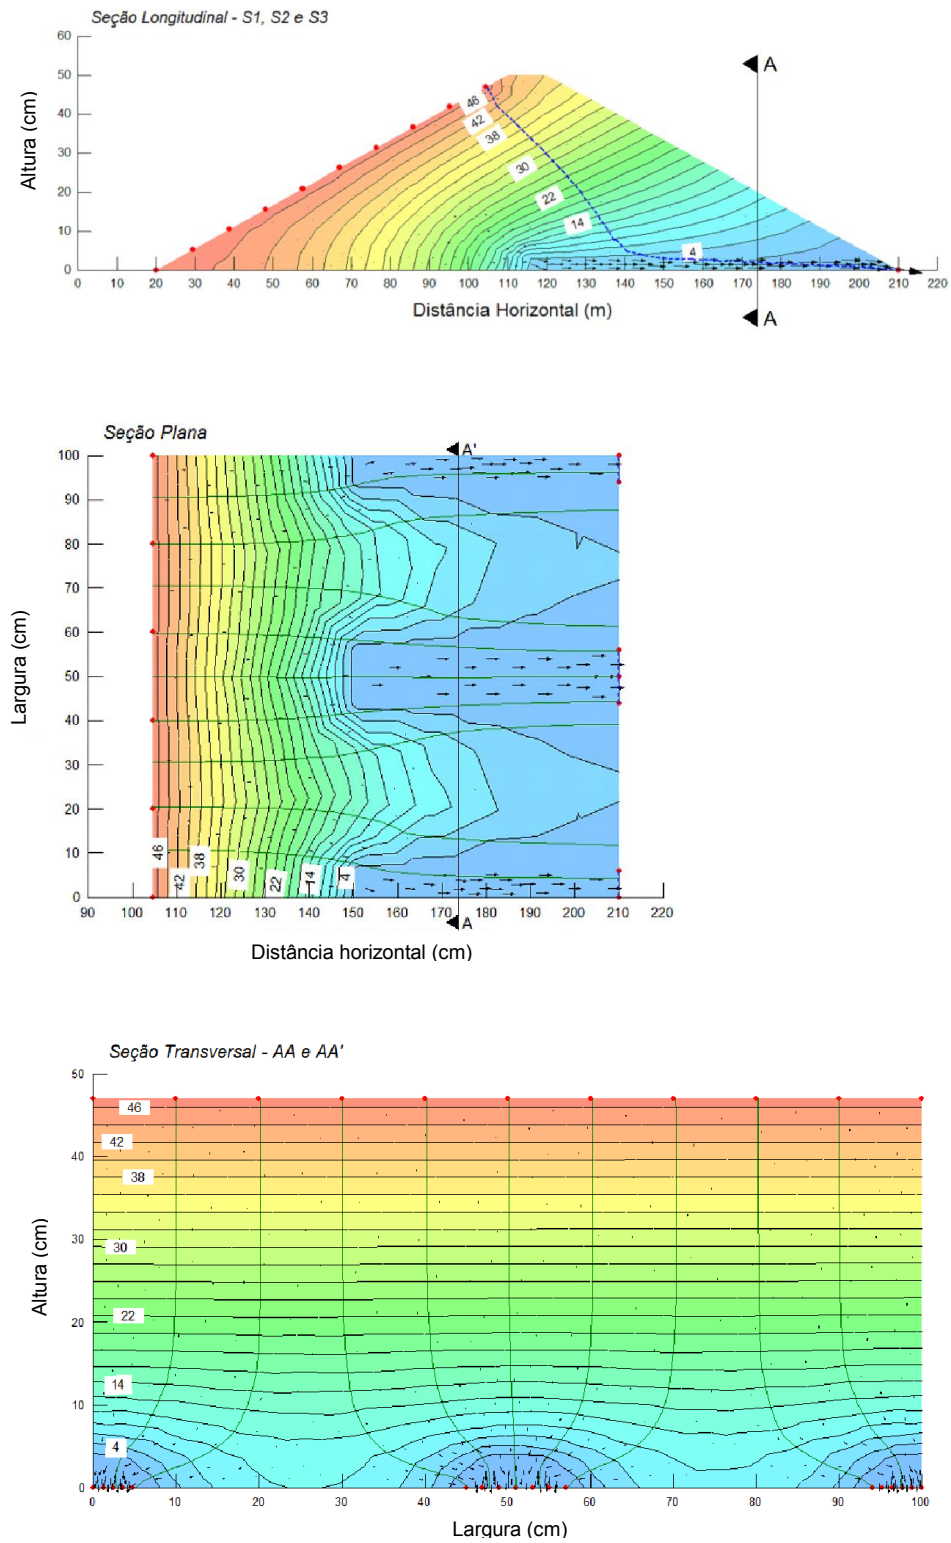 Seção Longitudinal - S1, S2 e S3
60
50
40
30
20
10
0
Altura (cm)
46
42
38
30
22
14
4
A
A
0 10 20 30 40 50 60 70 80 90 100 110 120 130 140 150 160 170 180 190 200 210 220
Distância Horizontal (m)
Seção Plana
A'
100
90
80
70
60
50
40
30
20
10
0
Largura (cm)
46
42
38
30
22
14
4
90 100 110 120 130 140 150 160 170 180 190 200 210 220
A
Distância horizontal (cm)
Seção Transversal - AA e AA'
50
40
30
20
10
0
Altura (cm)
46
42
38
30
22
14
4
0 10 20 30 40 50 60 70 80 90 100
Largura (cm)